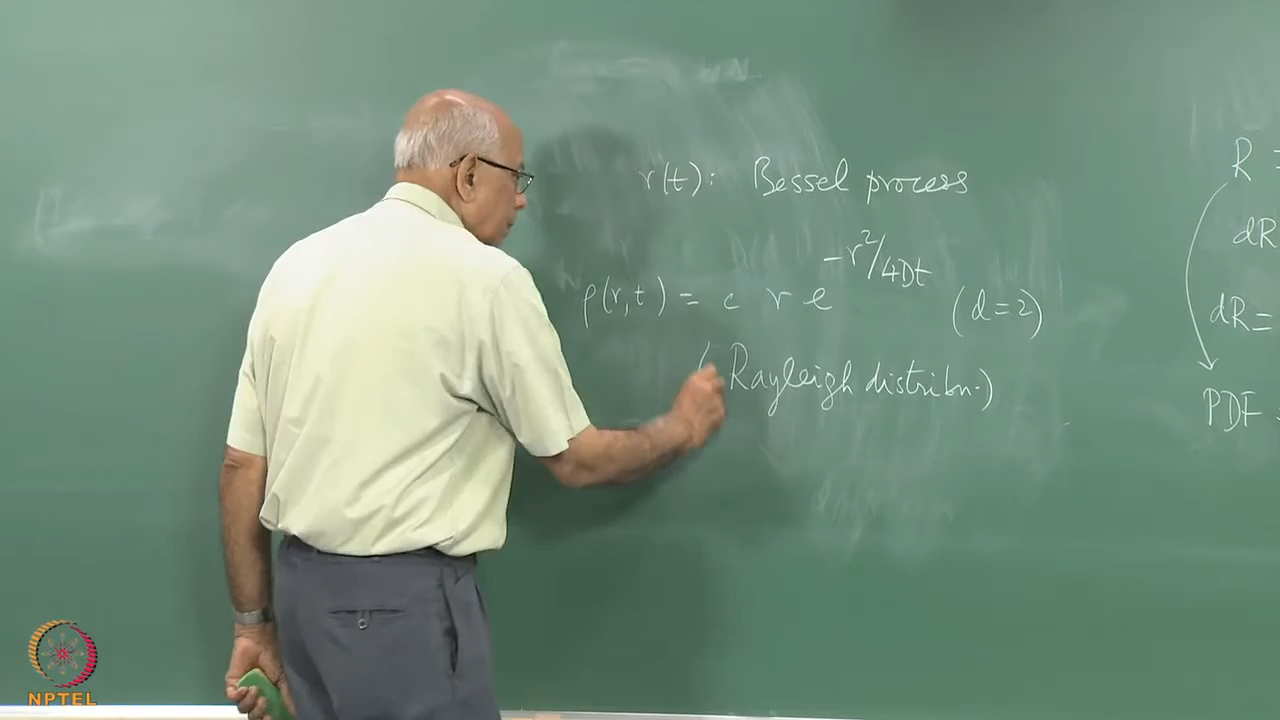 r(t): Bessel process
ρ(r,t) = c r e^{-r²/4Dt} (d=2)
(Rayleigh distribn.)
R =
dR
dR =
PDF
NPTEL